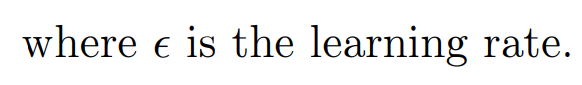 where ϵ is the learning rate.